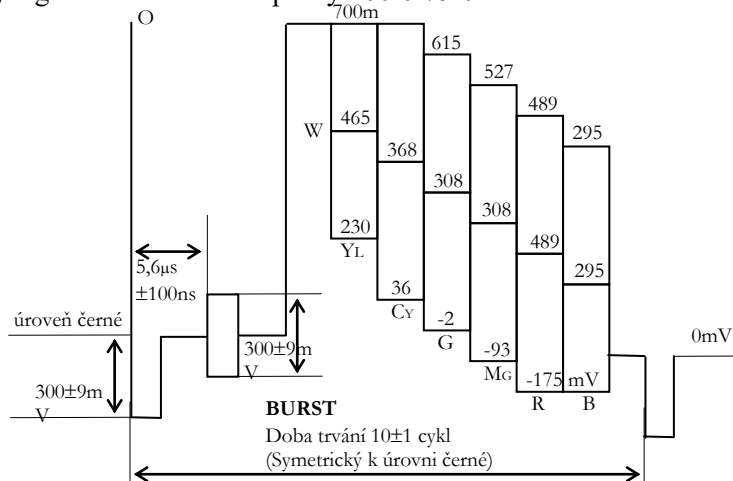 O
700m
615
527
489
295
W
465
368
308
308
489
295
230
YL
36
CY
-2
G
-93
MG
-175 mV
R
B
5,6μs
±100ns
úroveň černé
300±9m
V
300±9m
V
0mV
BURST
Doba trvání 10±1 cykl
(Symetrický k úrovni černé)